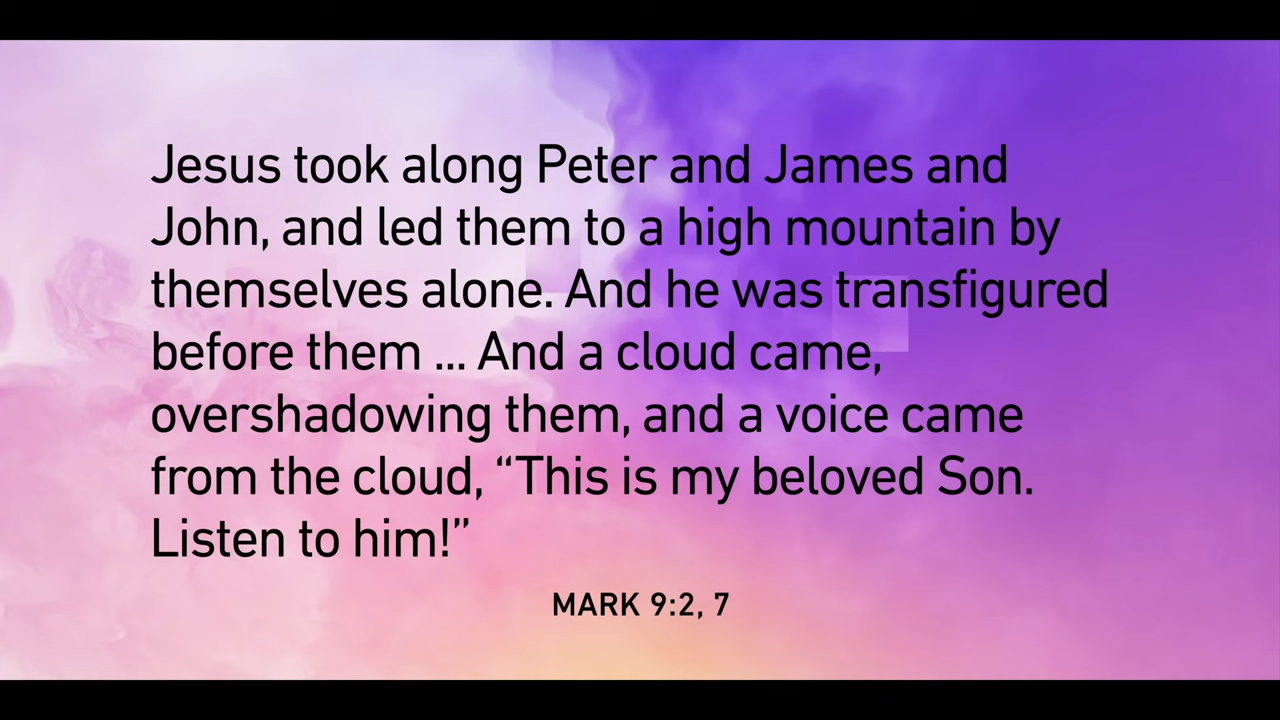 Jesus took along Peter and James and
John, and led them to a high mountain by
themselves alone. And he was transfigured
before them ... And a cloud came,
overshadowing them, and a voice came
from the cloud, “This is my beloved Son.
Listen to him!”
MARK 9:2, 7